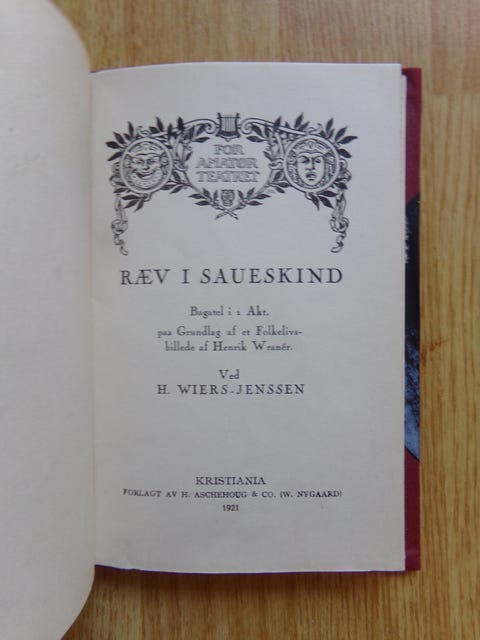 FOR
AMATØR
TEATRET
RÆV I SAUESKIND
Bagatel i 2 Akt.
paa Grundlag af et Folkelivs-
billede af Henrik Wranér.
Ved
H. WIERS-JENSSEN
KRISTIANIA
FORLAGT AV H. ASCHEHOUG & CO. (W. NYGAARD)
1921